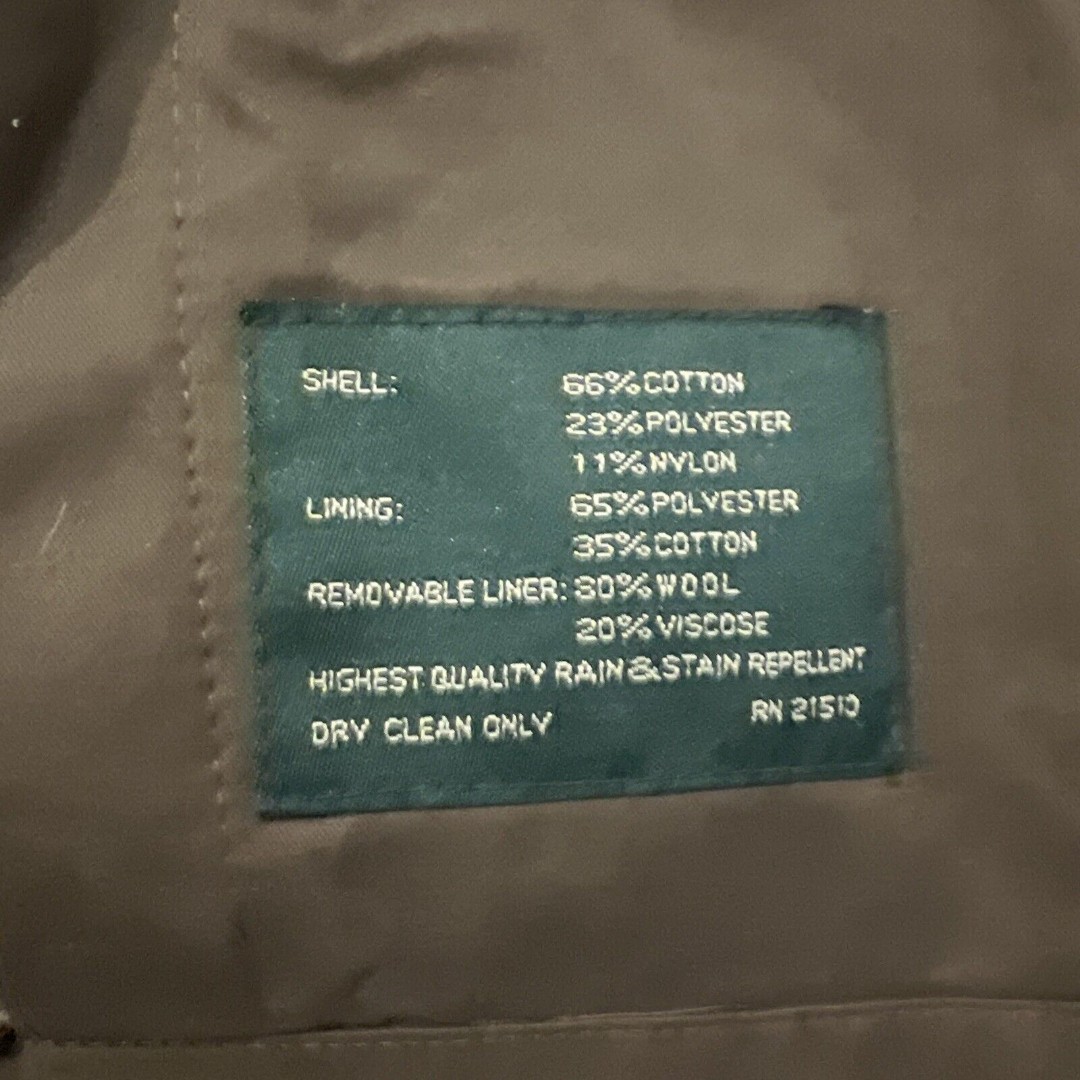 SHELL: 66% COTTON
23% POLYESTER
11% NYLON
LINING: 65% POLYESTER
35% COTTON
REMOVABLE LINER: 80% WOOL
20% VISCOSE
HIGHEST QUALITY RAIN & STAIN REPELLENT
DRY CLEAN ONLY RN 21510